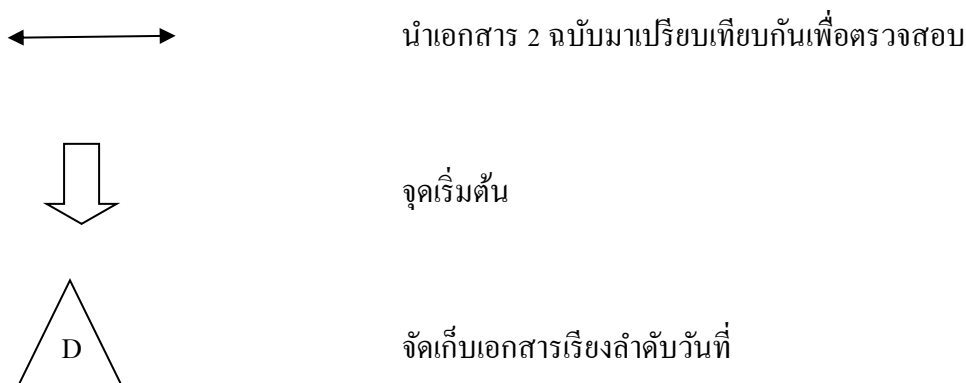 นำเอกสาร 2 ฉบับมาเปรียบเทียบกันเพื่อตรวจสอบ
จุดเริ่มต้น
D จัดเก็บเอกสารเรียงลำดับวันที่